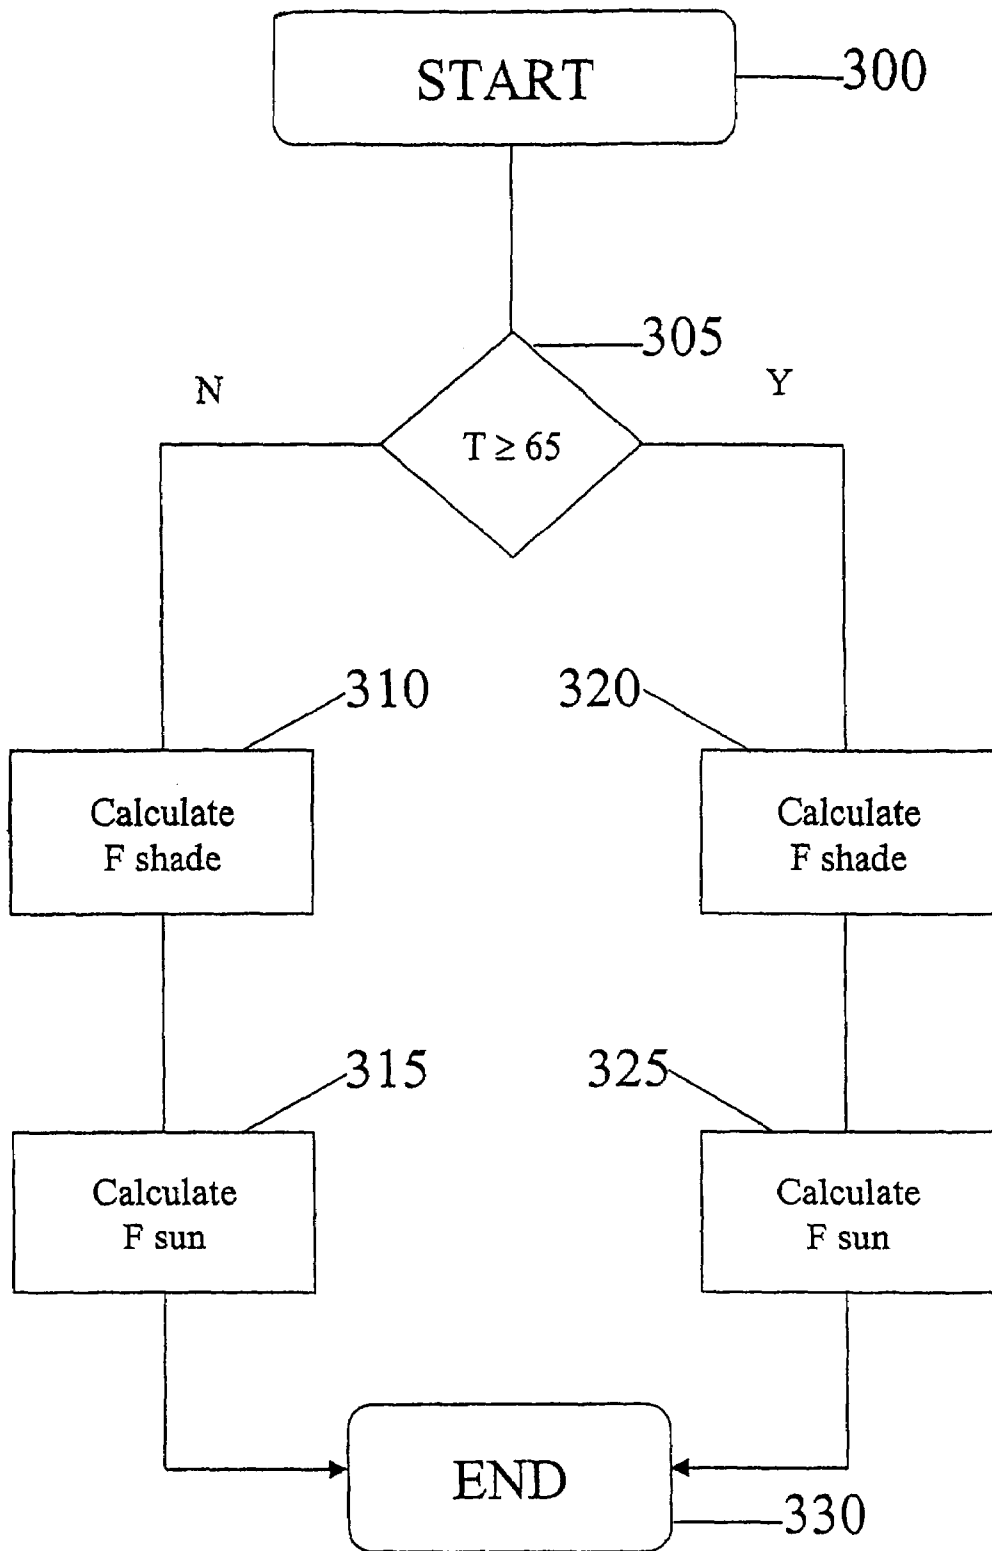 START
300
305
N
Y
T ≥ 65
310
320
Calculate
F shade
Calculate
F shade
315
325
Calculate
F sun
Calculate
F sun
END
330